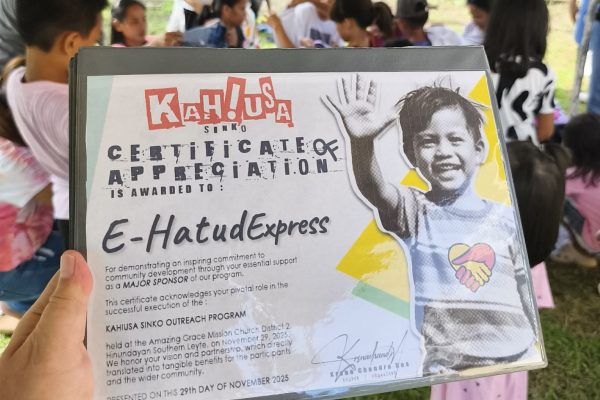 KAH!USA
SINKO
CERTIFICATE OF
APPRECIATION
IS AWARDED TO :
E-HatudExpress
For demonstrating an inspiring commitment to
community development through your essential support
as a MAJOR SPONSOR of our program.
This certificate acknowledges your pivotal role in the
successful execution of the :
KAHIUSA SINKO OUTREACH PROGRAM
held at the Amazing Grace Mission Church District 2,
Hinundayan Southern Leyte, on November 29, 2025.
We honor your vision and partnership, which directly
translated into tangible benefits for the participants
and the wider community.
PRESENTED ON THIS 29TH DAY OF NOVEMBER 2025